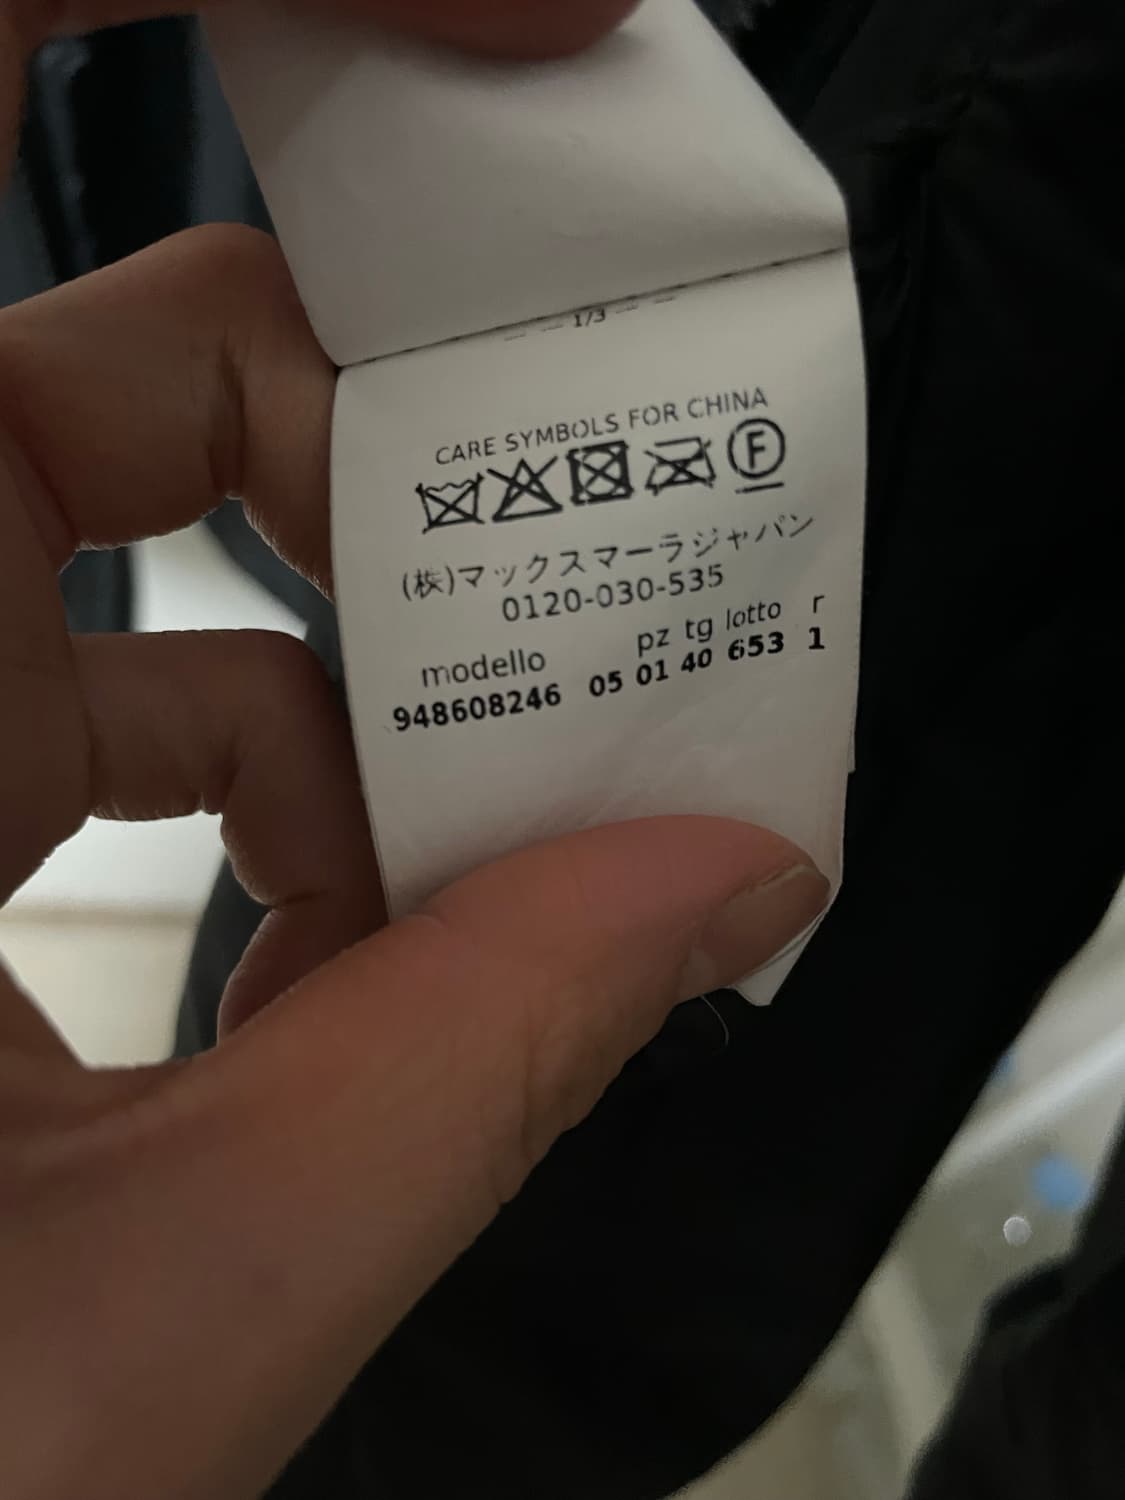 1/3
CARE SYMBOLS FOR CHINA
F
(株)マックスマーラジャパン
0120-030-535
modello pz tg lotto r
948608246 05 01 40 653 1